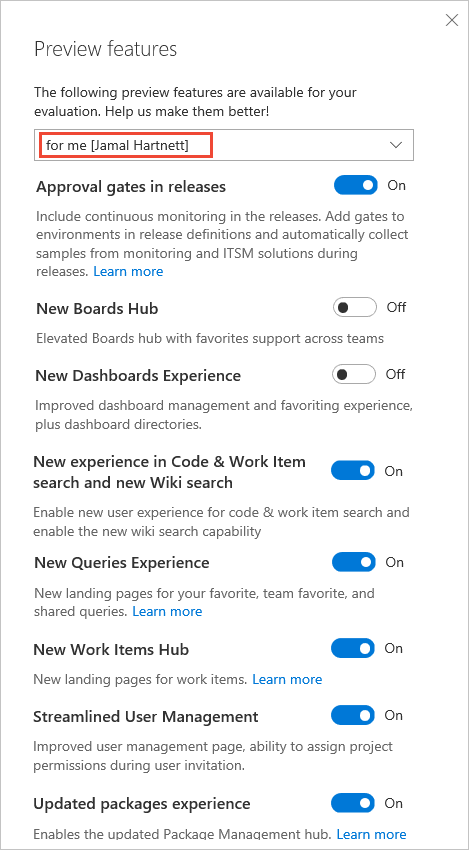 Preview features
The following preview features are available for your
evaluation. Help us make them better!
for me [Jamal Hartnett]
Approval gates in releases On
Include continuous monitoring in the releases. Add gates to
environments in release definitions and automatically collect
samples from monitoring and ITSM solutions during
releases. Learn more
New Boards Hub Off
Elevated Boards hub with favorites support across teams
New Dashboards Experience Off
Improved dashboard management and favoriting experience,
plus dashboard directories.
New experience in Code & Work Item
search and new Wiki search On
Enable new user experience for code & work item search and
enable the new wiki search capability
New Queries Experience On
New landing pages for your favorite, team favorite, and
shared queries. Learn more
New Work Items Hub On
New landing pages for work items. Learn more
Streamlined User Management On
Improved user management page, ability to assign project
permissions during user invitation.
Updated packages experience On
Enables the updated Package Management hub. Learn more